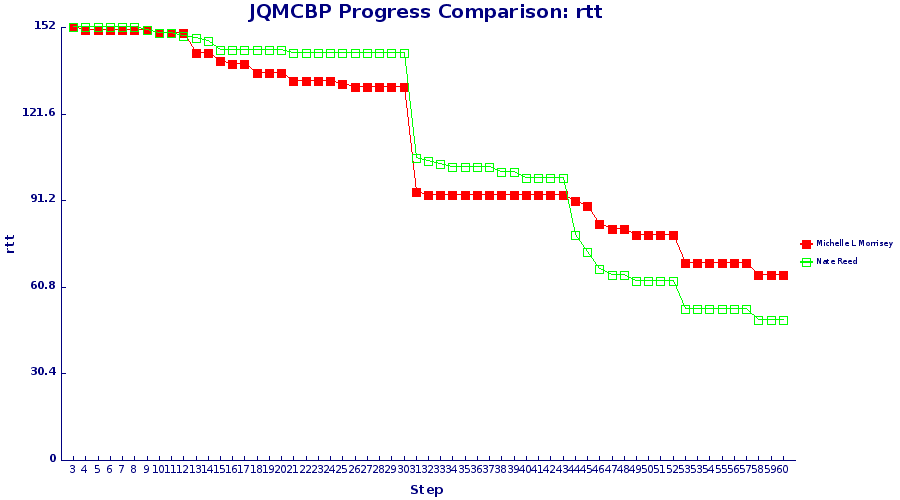 JQMCBP Progress Comparison: rtt
152
121.6
91.2
60.8
30.4
0
rtt
3 4 5 6 7 8 9 10 11 12 13 14 15 16 17 18 19 20 21 22 23 24 25 26 27 28 29 30 31 32 33 34 35 36 37 38 39 40 41 42 43 44 45 46 47 48 49 50 51 52 53 54 55 56 57 58 59 60
Step
Michelle L Morrisey
Nate Reed